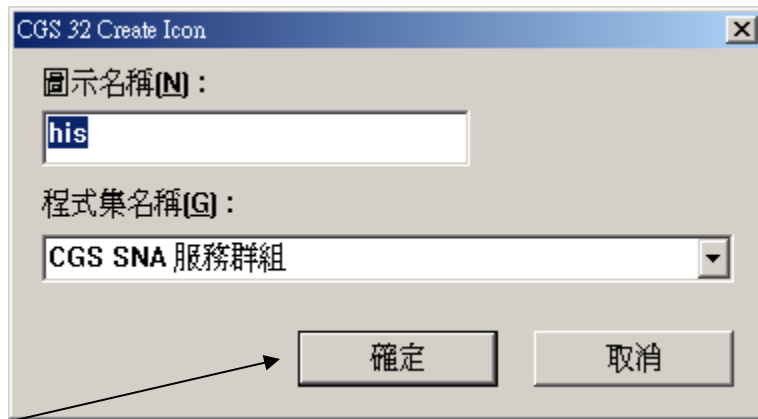 CGS 32 Create Icon
圖示名稱(N)：
his
程式集名稱(G)：
CGS SNA 服務群組
確定 取消